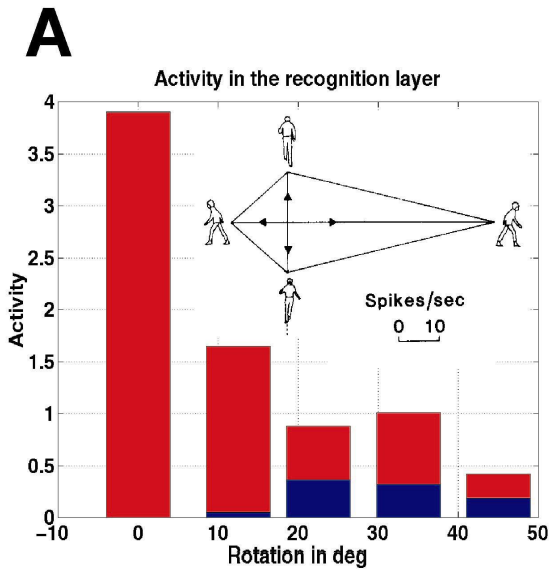 A
Activity in the recognition layer
4
3.5
3
2.5
2
1.5
1
0.5
0
Activity
Spikes/sec
0 10
-10 0 10 20 30 40 50
Rotation in deg